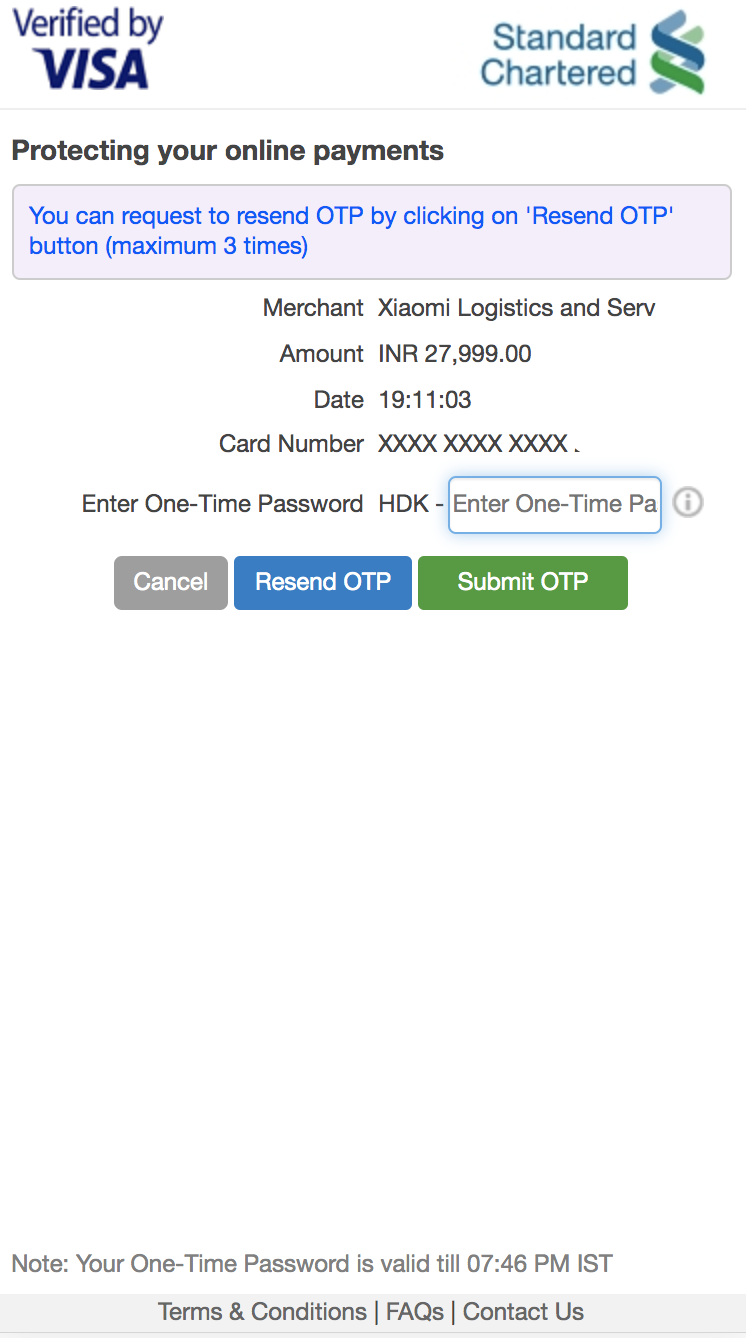 Verified by
VISA
Standard
Chartered
Protecting your online payments
You can request to resend OTP by clicking on 'Resend OTP'
button (maximum 3 times)
Merchant Xiaomi Logistics and Serv
Amount INR 27,999.00
Date 19:11:03
Card Number XXXX XXXX XXXX
Enter One-Time Password HDK - Enter One-Time Pa
Cancel Resend OTP Submit OTP
Note: Your One-Time Password is valid till 07:46 PM IST
Terms & Conditions | FAQs | Contact Us